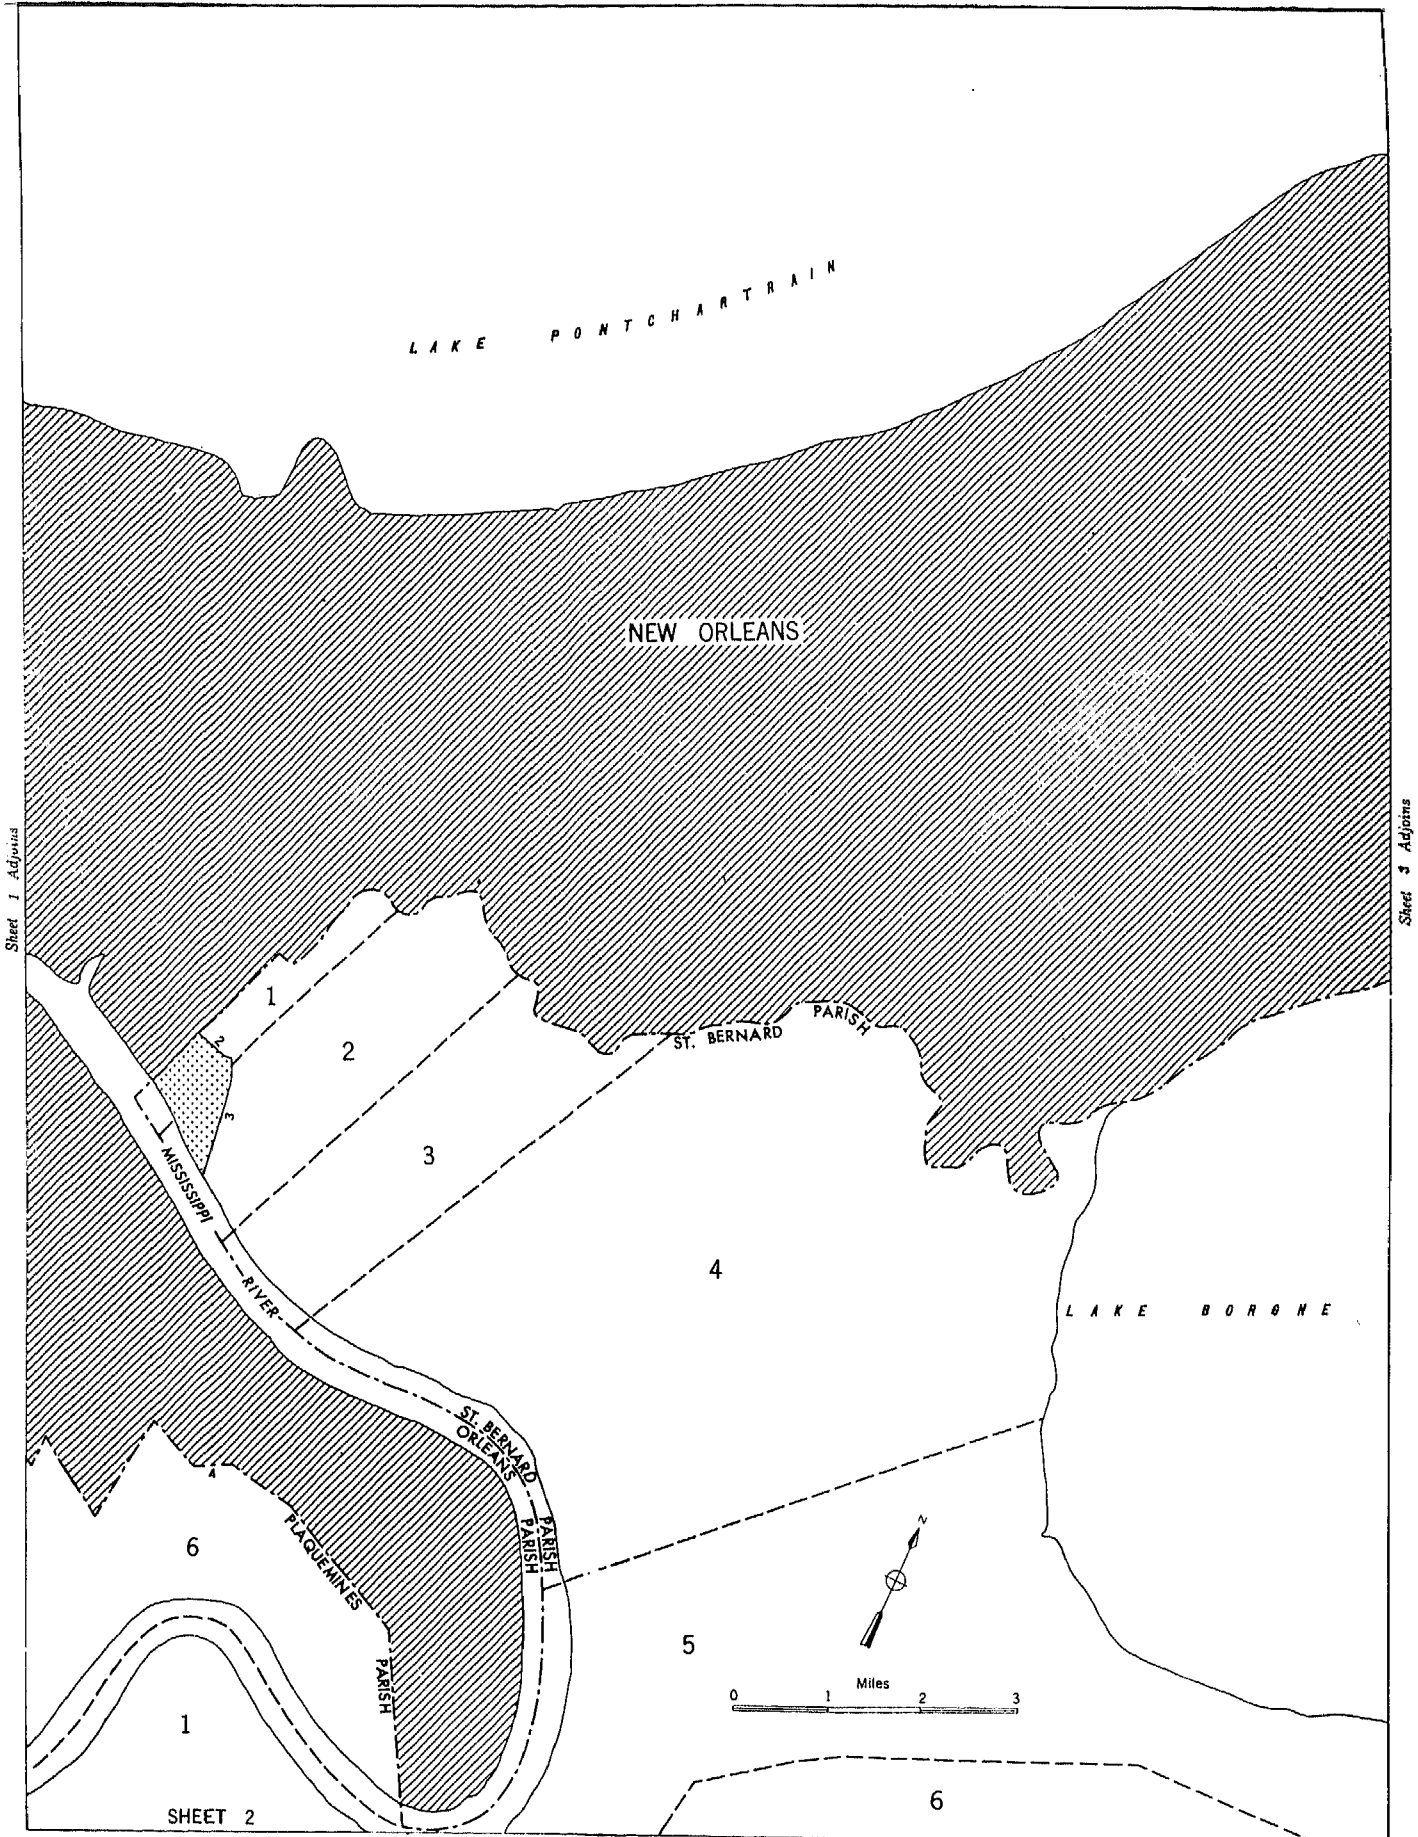 LAKE PONTCHARTRAIN
NEW ORLEANS
Sheet 1 Adjoins
Sheet 3 Adjoins
1
2
2
3
3
ST. BERNARD PARISH
MISSISSIPPI RIVER
4
LAKE BORGNE
ST. BERNARD PARISH
ORLEANS PARISH
A
PLAQUEMINES PARISH
6
N
5
Miles
0 1 2 3
1
6
SHEET 2